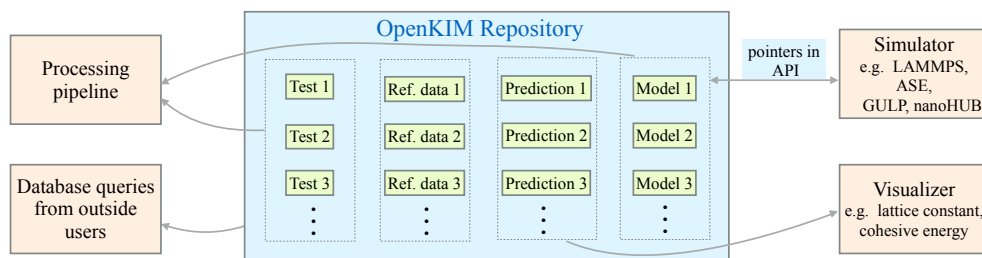 OpenKIM Repository
Processing
pipeline
Database queries
from outside
users
Test 1
Test 2
Test 3
Ref. data 1
Ref. data 2
Ref. data 3
Prediction 1
Prediction 2
Prediction 3
Model 1
Model 2
Model 3
pointers in
API
Simulator
e.g. LAMMPS,
ASE,
GULP, nanoHUB
Visualizer
e.g. lattice constant,
cohesive energy